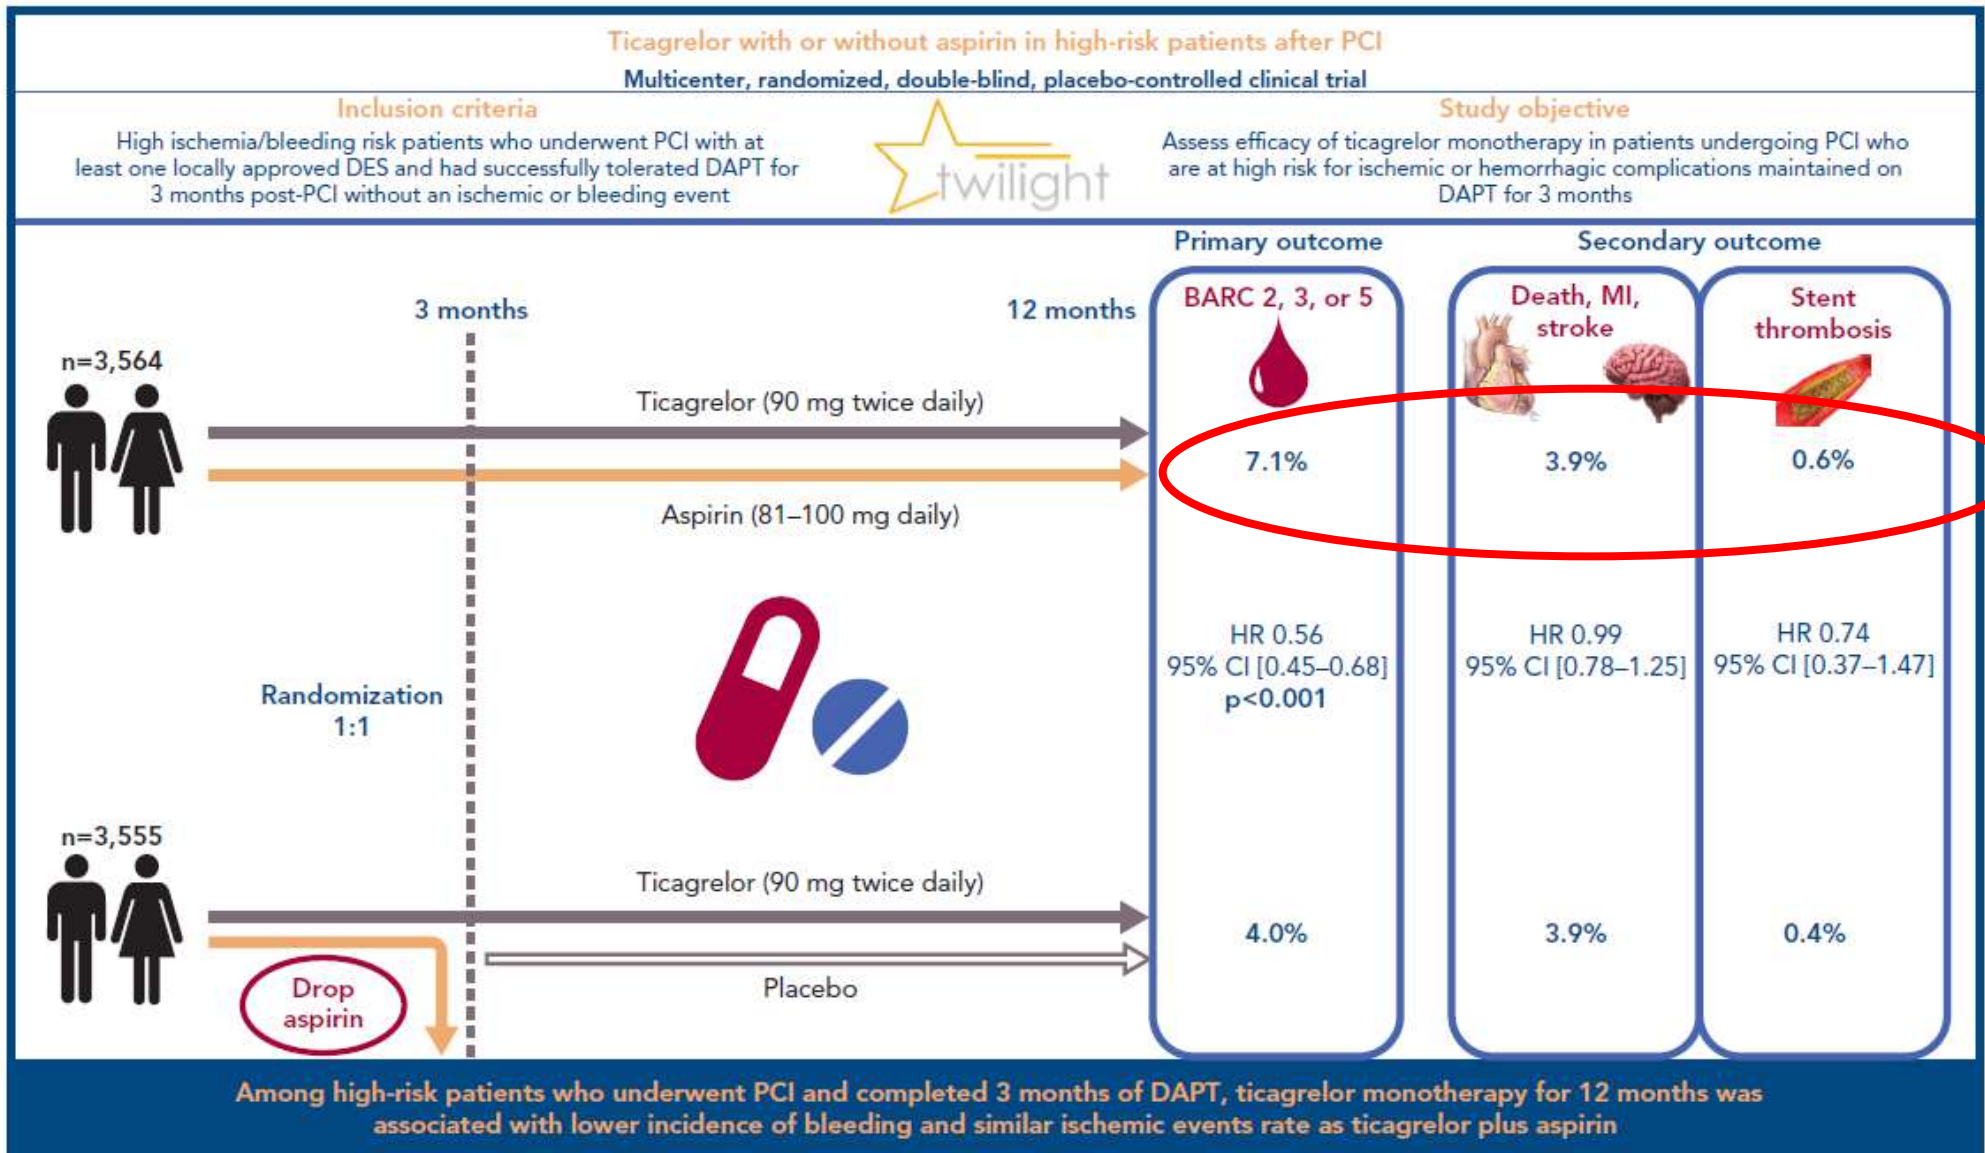 Ticagrelor with or without aspirin in high-risk patients after PCI
Multicenter, randomized, double-blind, placebo-controlled clinical trial
Inclusion criteria
High ischemia/bleeding risk patients who underwent PCI with at
least one locally approved DES and had successfully tolerated DAPT for
3 months post-PCI without an ischemic or bleeding event
twilight
Study objective
Assess efficacy of ticagrelor monotherapy in patients undergoing PCI who
are at high risk for ischemic or hemorrhagic complications maintained on
DAPT for 3 months
Primary outcome
Secondary outcome
3 months
12 months
BARC 2, 3, or 5
Death, MI,
stroke
Stent
thrombosis
n=3,564
Ticagrelor (90 mg twice daily)
Aspirin (81–100 mg daily)
7.1%
3.9%
0.6%
Randomization
1:1
HR 0.56
95% CI [0.45–0.68]
p<0.001
HR 0.99
95% CI [0.78–1.25]
HR 0.74
95% CI [0.37–1.47]
n=3,555
Ticagrelor (90 mg twice daily)
Placebo
Drop
aspirin
4.0%
3.9%
0.4%
Among high-risk patients who underwent PCI and completed 3 months of DAPT, ticagrelor monotherapy for 12 months was
associated with lower incidence of bleeding and similar ischemic events rate as ticagrelor plus aspirin